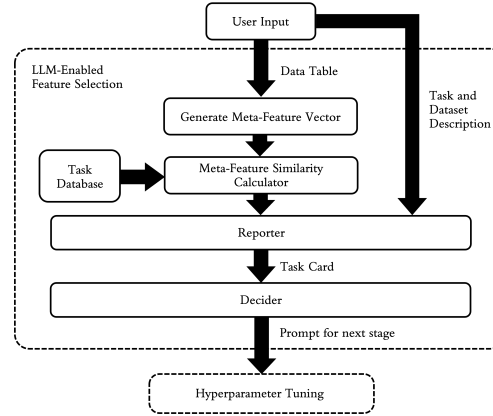 User Input
LLM-Enabled
Feature Selection
Data Table
Task and
Dataset
Description
Generate Meta-Feature Vector
Task
Database
Meta-Feature Similarity
Calculator
Reporter
Task Card
Decider
Prompt for next stage
Hyperparameter Tuning